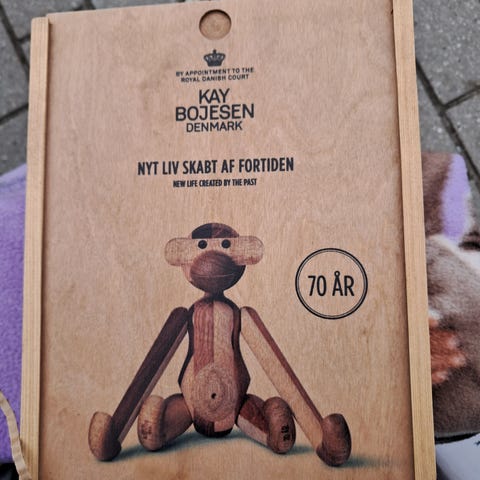 BY APPOINTMENT TO THE
ROYAL DANISH COURT
KAY
BOJESEN
DENMARK
NYT LIV SKABT AF FORTIDEN
NEW LIFE CREATED BY THE PAST
70 ÅR